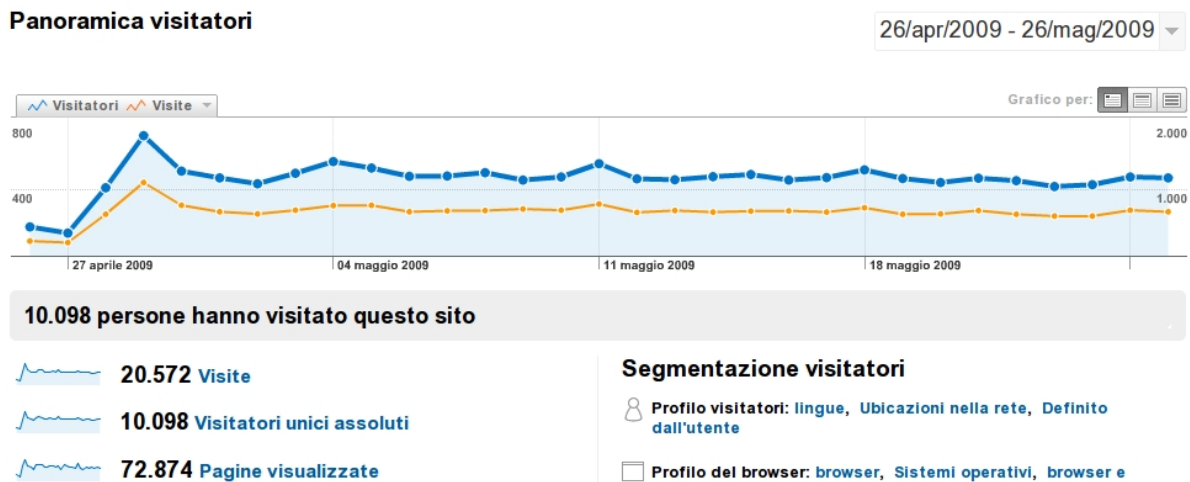 Panoramica visitatori
26/apr/2009 - 26/mag/2009
Visitatori Visite
Grafico per:
800
2.000
400
1.000
27 aprile 2009
04 maggio 2009
11 maggio 2009
18 maggio 2009
10.098 persone hanno visitato questo sito
20.572 Visite
10.098 Visitatori unici assoluti
72.874 Pagine visualizzate
Segmentazione visitatori
Profilo visitatori: lingue, Ubicazioni nella rete, Definito
dall'utente
Profilo del browser: browser, Sistemi operativi, browser e